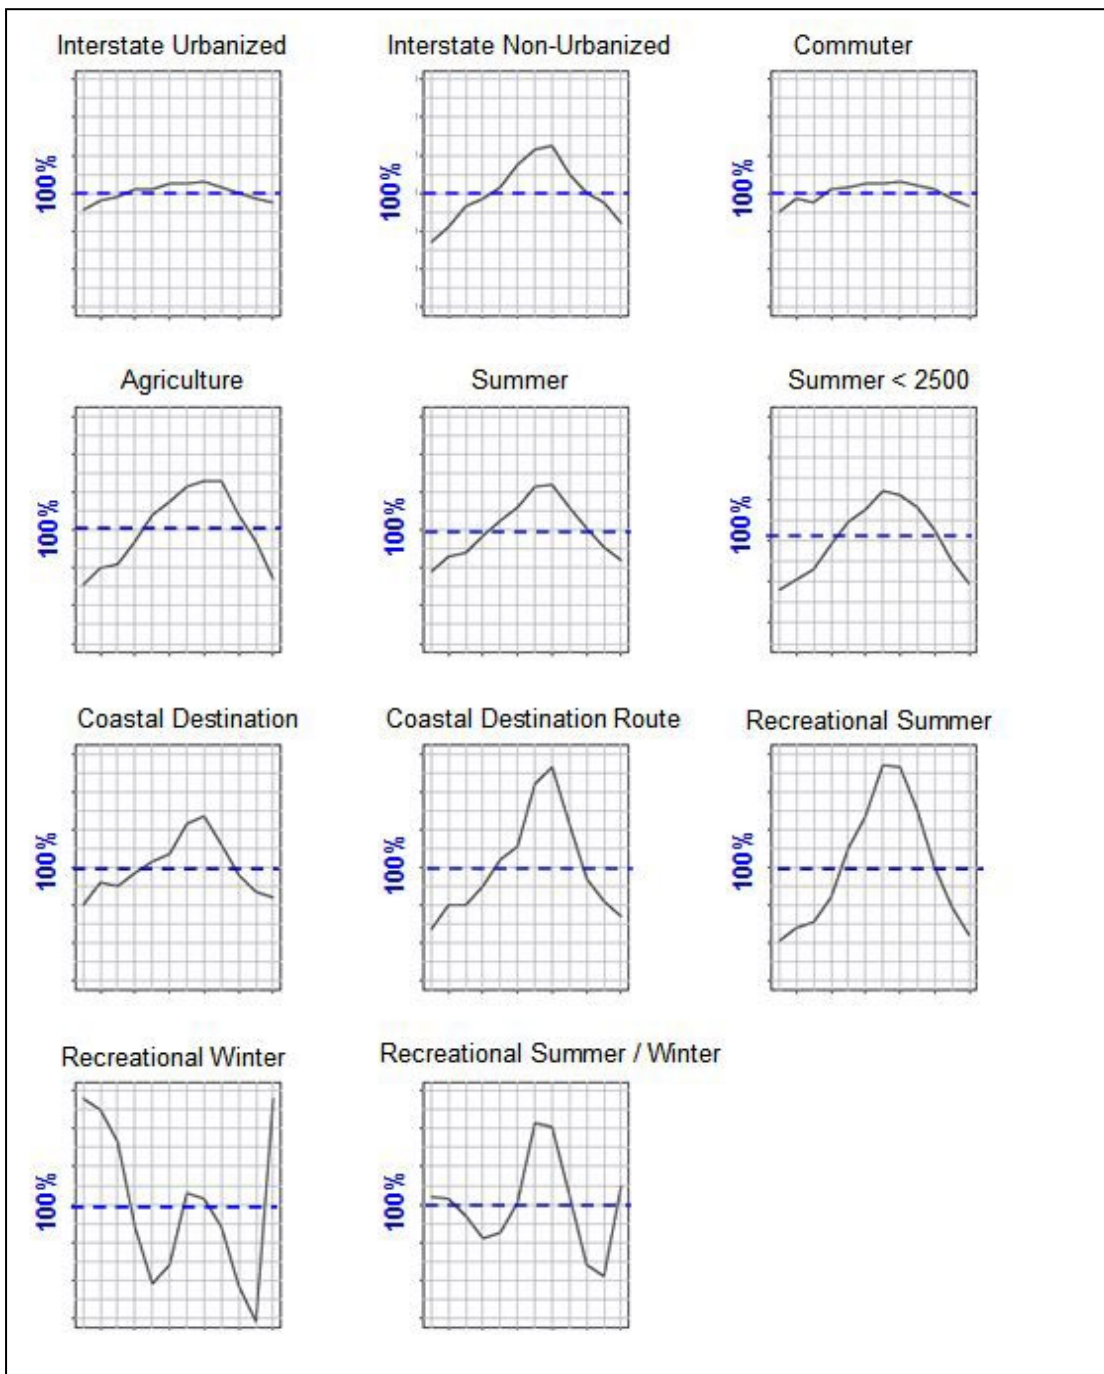 Interstate Urbanized
Interstate Non-Urbanized
Commuter
100%
100%
100%
Agriculture
Summer
Summer < 2500
100%
100%
100%
Coastal Destination
Coastal Destination Route
Recreational Summer
100%
100%
100%
Recreational Winter
Recreational Summer / Winter
100%
100%